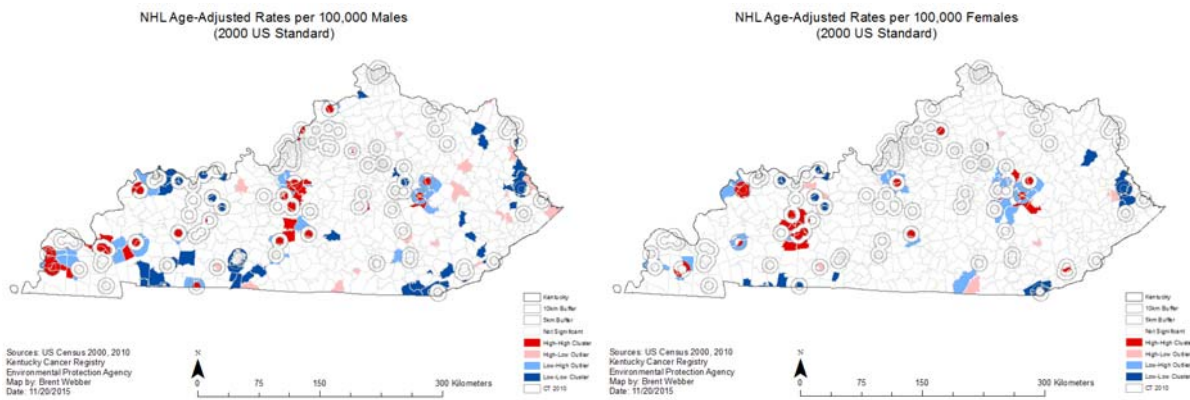 NHL Age-Adjusted Rates per 100,000 Males
(2000 US Standard)
Kentucky
10km Buffer
5km Buffer
Not Significant
High-High Cluster
High-Low Outlier
Low-High Outlier
Low-Low Cluster
CT 2010
Sources: US Census 2000, 2010
Kentucky Cancer Registry
Environmental Protection Agency
Map by: Brent Webber
Date: 11/20/2015
N
0 75 150 300 Kilometers
NHL Age-Adjusted Rates per 100,000 Females
(2000 US Standard)
Kentucky
10km Buffer
5km Buffer
Not Significant
High-High Cluster
High-Low Outlier
Low-High Outlier
Low-Low Cluster
CT 2010
Sources: US Census 2000, 2010
Kentucky Cancer Registry
Environmental Protection Agency
Map by: Brent Webber
Date: 11/20/2015
N
0 75 150 300 Kilometers